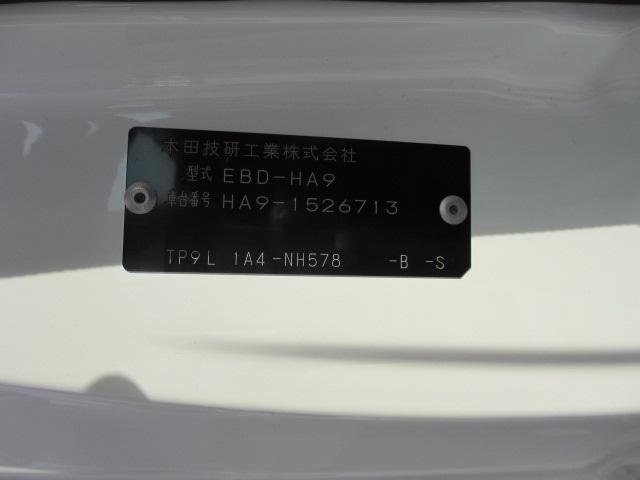 本田技研工業株式会社
型式 EBD-HA9
車台番号 HA9-1526713
TP9L 1A4-NH578 -B -S